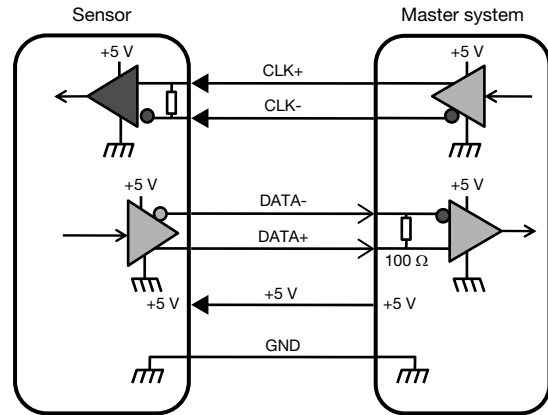 Sensor
Master system
+5 V
CLK+
+5 V
CLK-
+5 V
DATA-
+5 V
DATA+
100 Ω
+5 V
+5 V
+5 V
GND